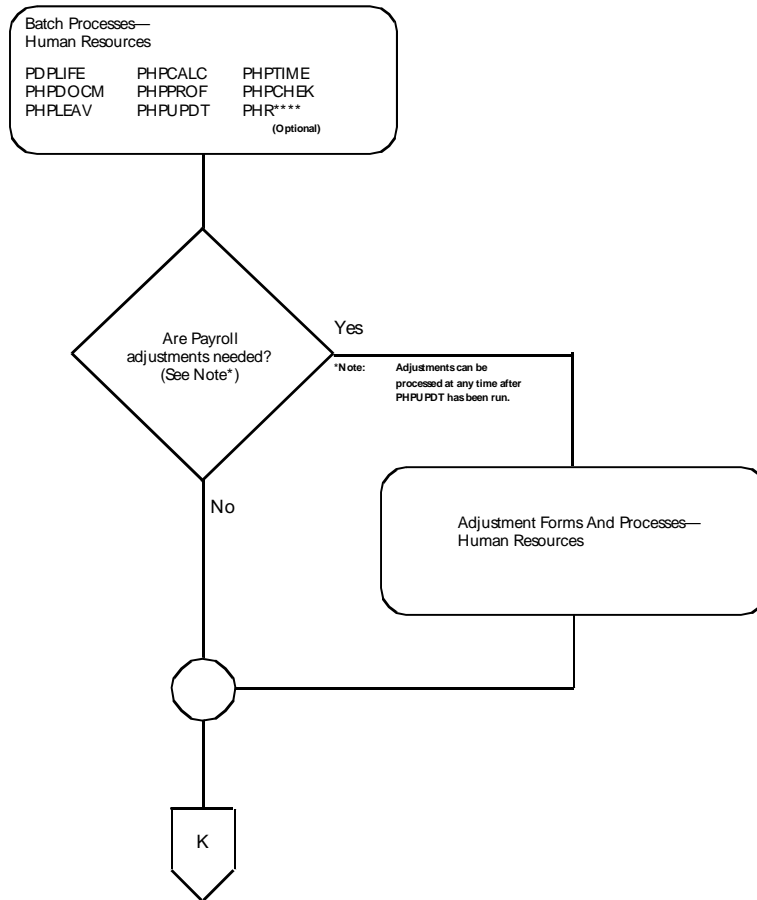 Batch Processes—
Human Resources
PDPLIFE PHPCALC PHPTIME
PHPDOCM PHPPROF PHPCHEK
PHPLEAV PHPUPDT PHR****
(Optional)
Are Payroll
adjustments needed?
(See Note*)
Yes
*Note: Adjustments can be
processed at any time after
PHPUPDT has been run.
No
Adjustment Forms And Processes—
Human Resources
K